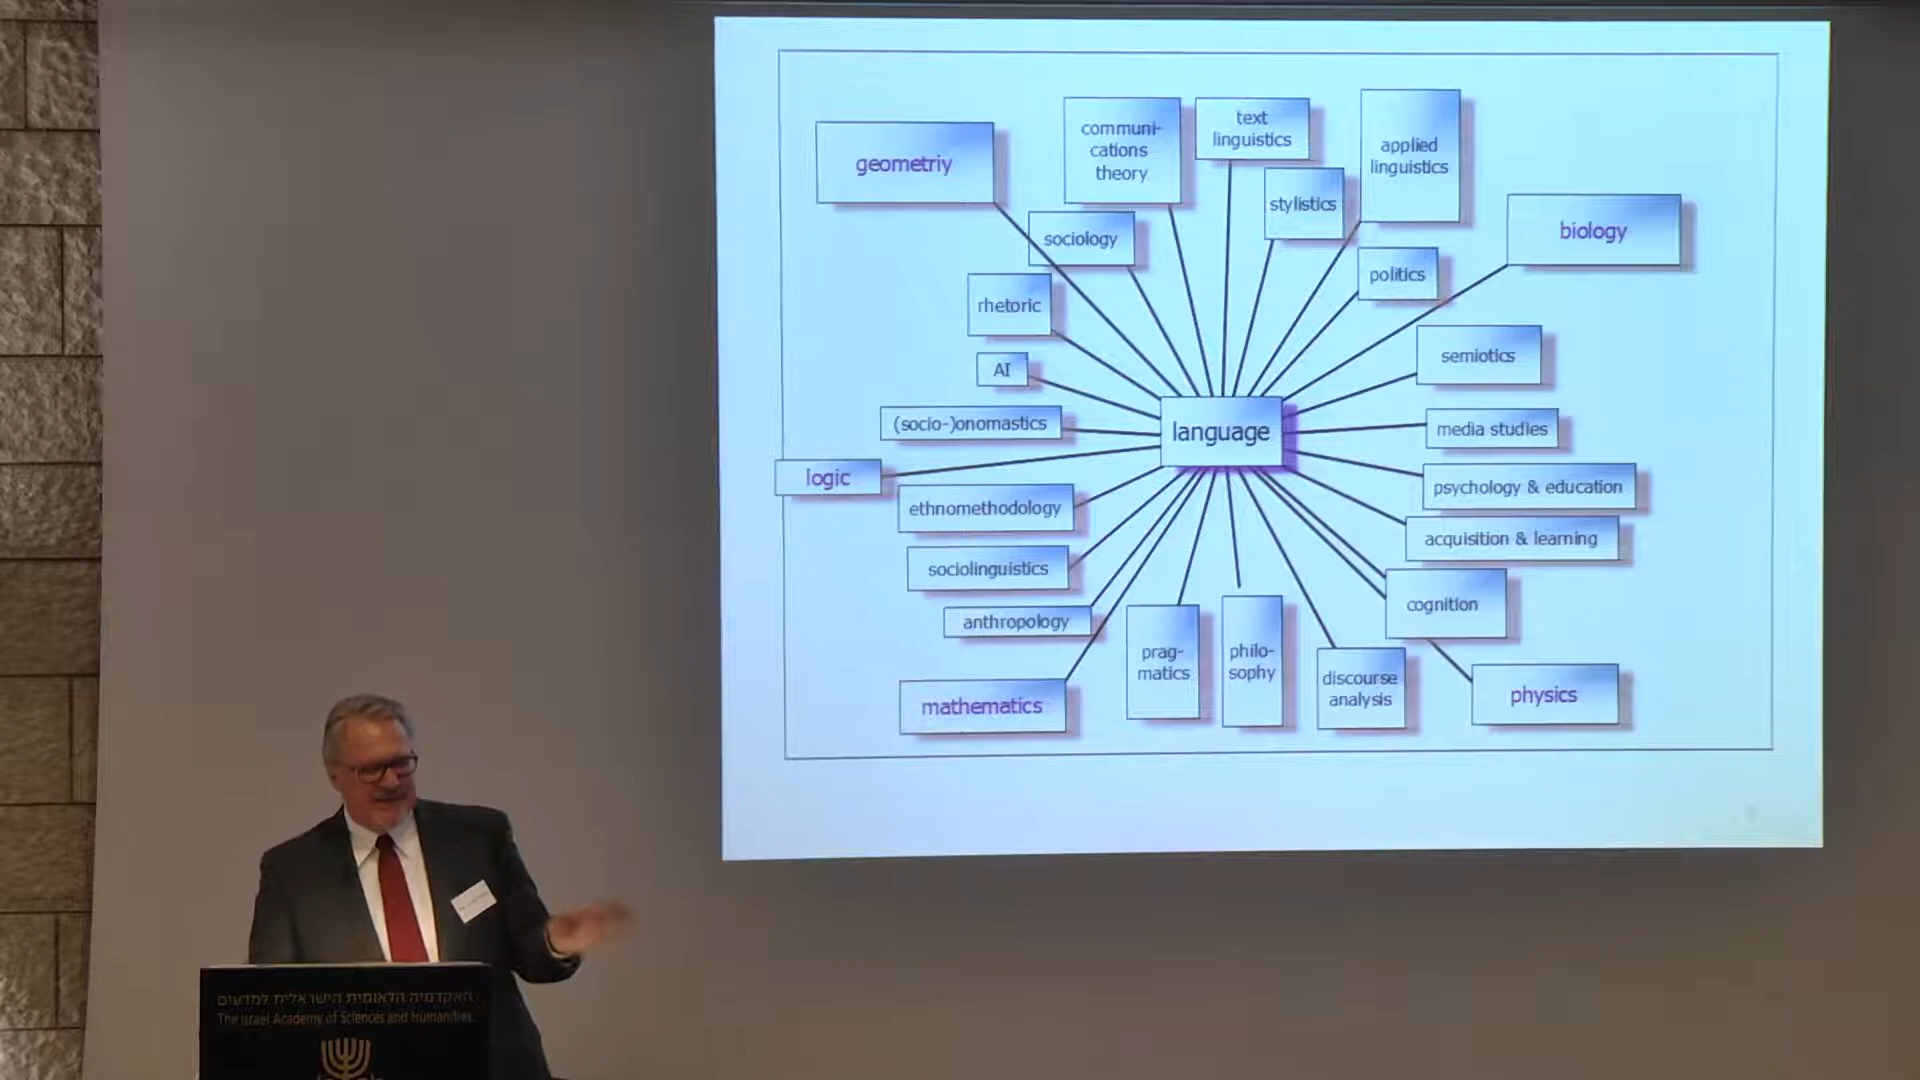 geometriy
communi-
cations
theory
text
linguistics
applied
linguistics
stylistics
sociology
biology
politics
rhetoric
semiotics
AI
(socio-)onomastics
language
media studies
logic
psychology & education
ethnomethodology
acquisition & learning
sociolinguistics
cognition
anthropology
prag-
matics
philo-
sophy
discourse
analysis
mathematics
physics
האקדמיה הלאומית הישראלית למדעים
The Israel Academy of Sciences and Humanities